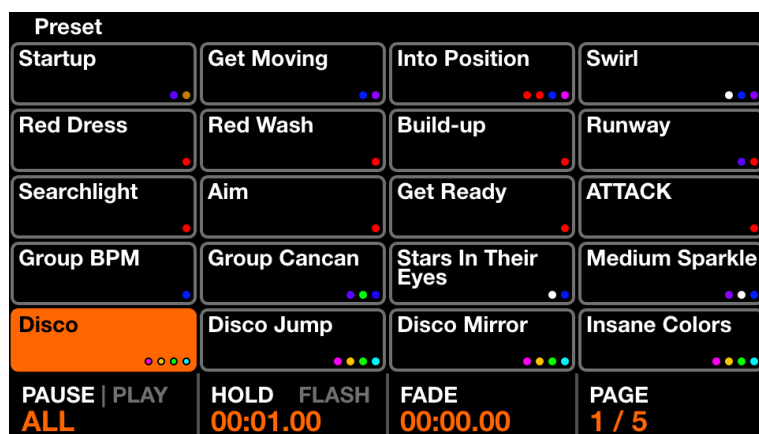 Preset
Startup
Get Moving
Into Position
Swirl
Red Dress
Red Wash
Build-up
Runway
Searchlight
Aim
Get Ready
ATTACK
Group BPM
Group Cancan
Stars In Their
Eyes
Medium Sparkle
Disco
Disco Jump
Disco Mirror
Insane Colors
PAUSE | PLAY
ALL
HOLD FLASH
00:01.00
FADE
00:00.00
PAGE
1 / 5